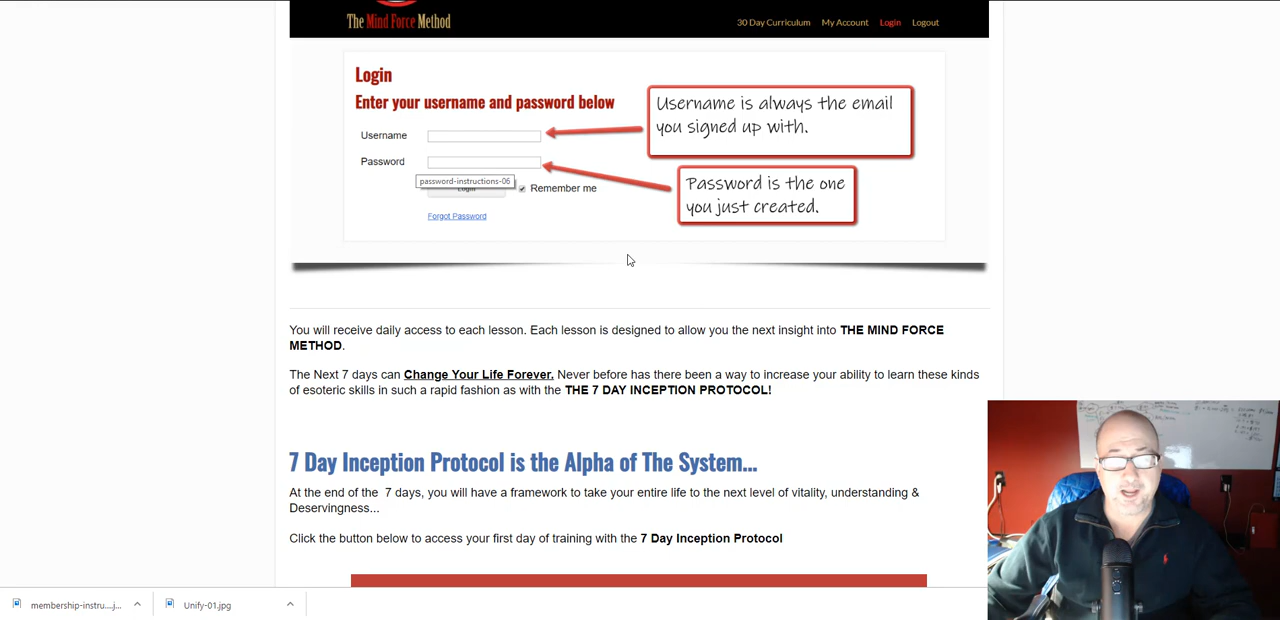 The Mind Force Method
30 Day Curriculum My Account Login Logout
Login
Enter your username and password below
Username is always the email
you signed up with.
Username
Password
Password is the one
you just created.
password-instructions-06
Remember me
Forgot Password
You will receive daily access to each lesson. Each lesson is designed to allow you the next insight into THE MIND FORCE
METHOD.
The Next 7 days can Change Your Life Forever. Never before has there been a way to increase your ability to learn these kinds
of esoteric skills in such a rapid fashion as with the THE 7 DAY INCEPTION PROTOCOL!
7 Day Inception Protocol is the Alpha of The System...
At the end of the 7 days, you will have a framework to take your entire life to the next level of vitality, understanding &
Deservingness...
Click the button below to access your first day of training with the 7 Day Inception Protocol
membership-instru....j...
Unify-01.jpg